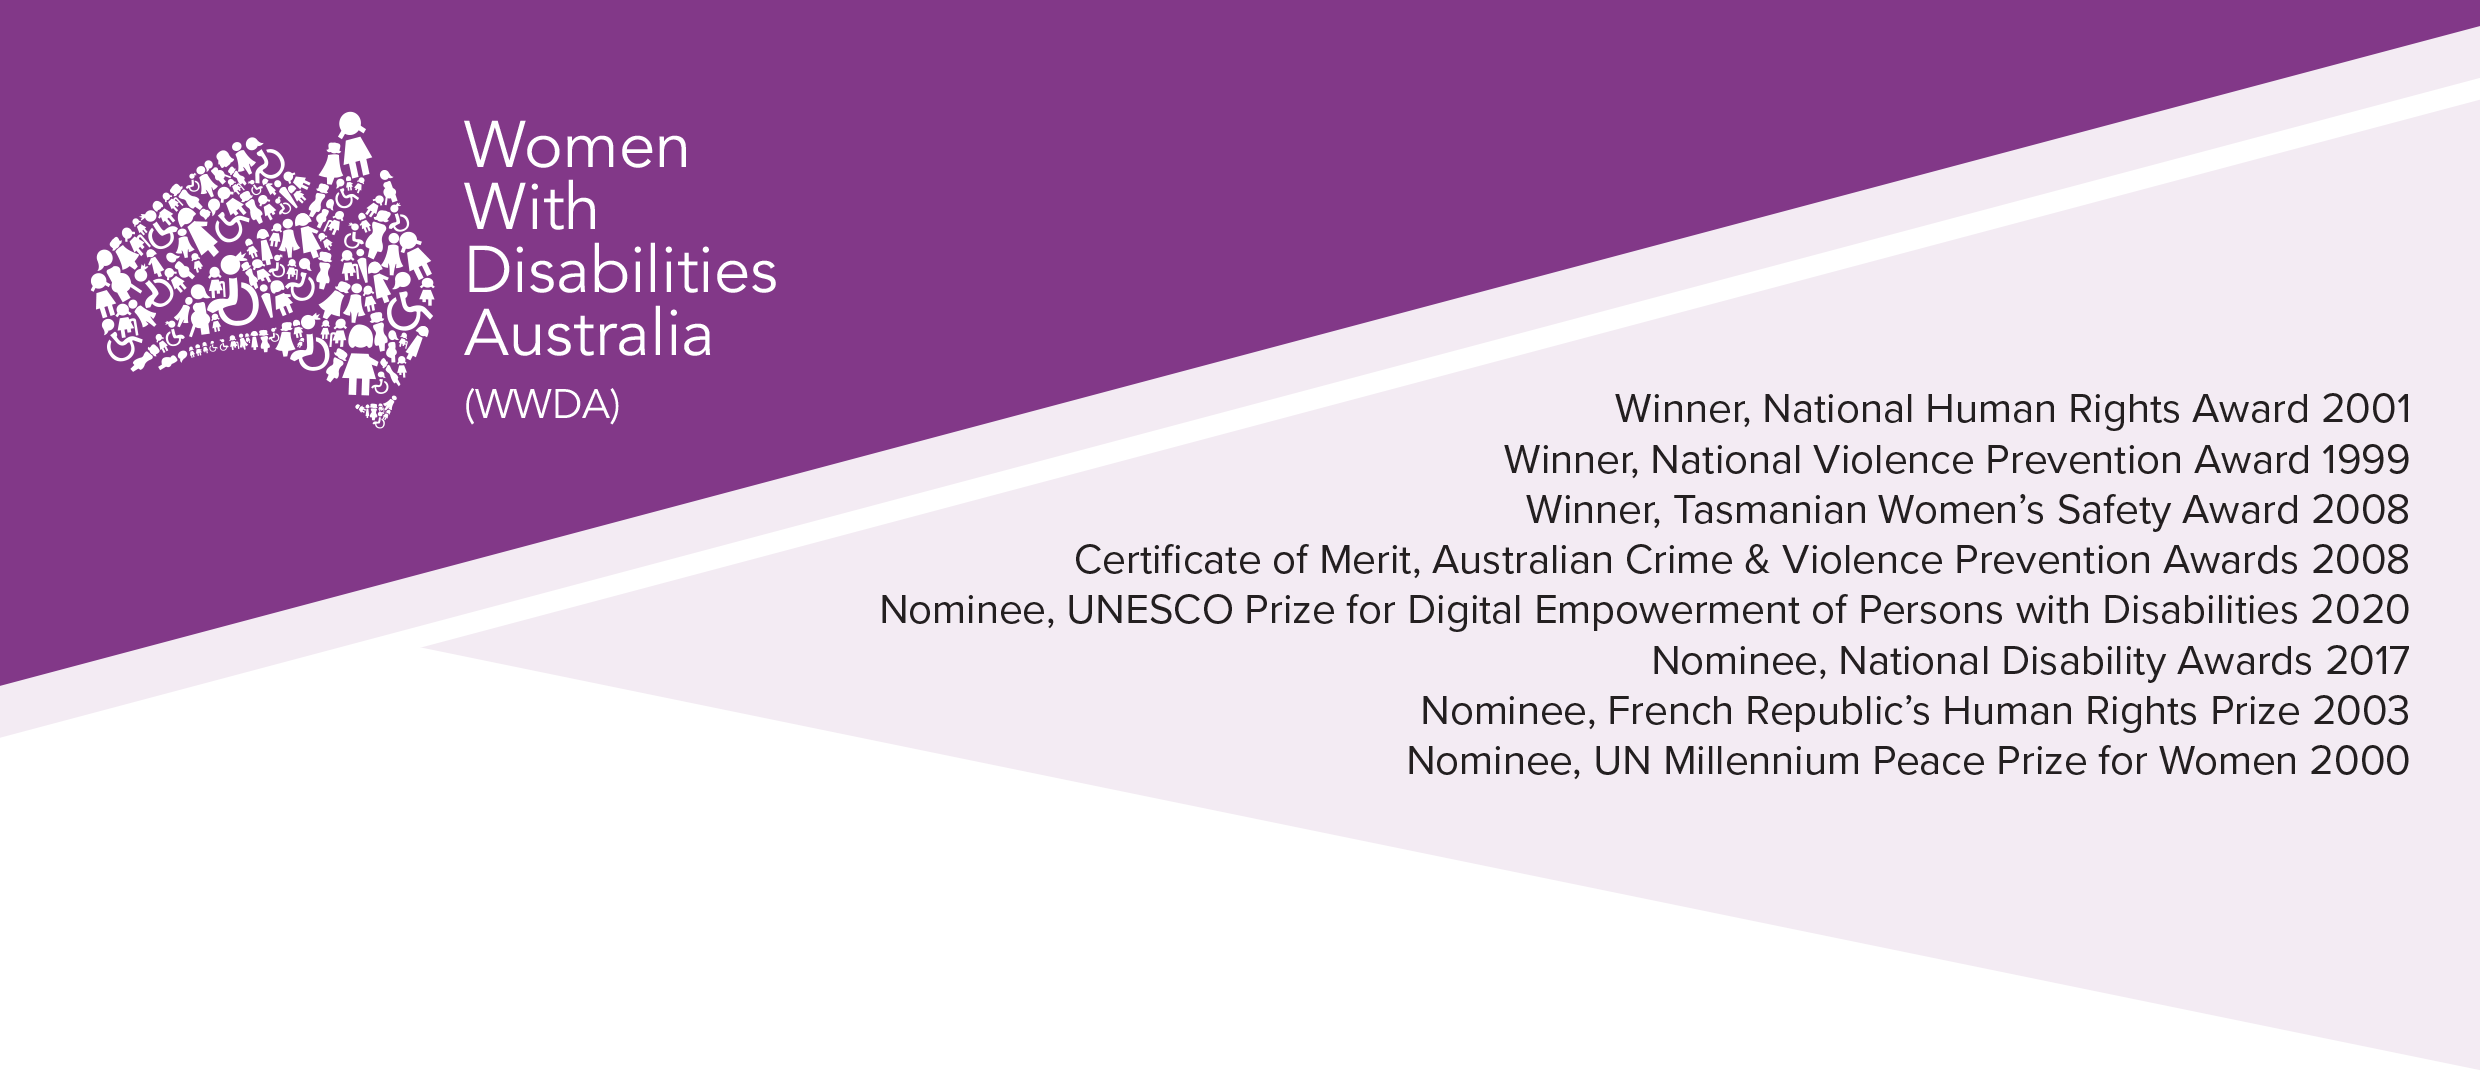 Women
With
Disabilities
Australia
(WWDA)
Winner, National Human Rights Award 2001
Winner, National Violence Prevention Award 1999
Winner, Tasmanian Women’s Safety Award 2008
Certificate of Merit, Australian Crime & Violence Prevention Awards 2008
Nominee, UNESCO Prize for Digital Empowerment of Persons with Disabilities 2020
Nominee, National Disability Awards 2017
Nominee, French Republic’s Human Rights Prize 2003
Nominee, UN Millennium Peace Prize for Women 2000